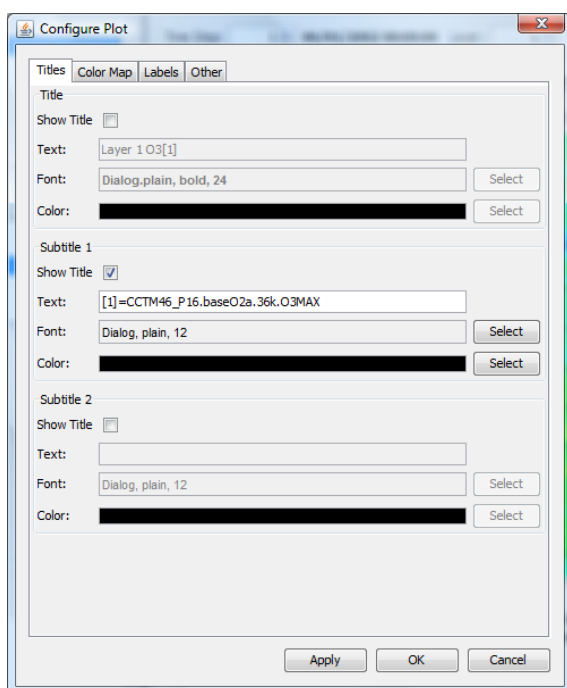 Configure Plot
Titles Color Map Labels Other
Title
Show Title
Text: Layer 1 O3[1]
Font: Dialog.plain, bold, 24 Select
Color: Select
Subtitle 1
Show Title
Text: [1]=CCTM46_P16.baseO2a.36k.O3MAX
Font: Dialog, plain, 12 Select
Color: Select
Subtitle 2
Show Title
Text:
Font: Dialog, plain, 12 Select
Color: Select
Apply OK Cancel